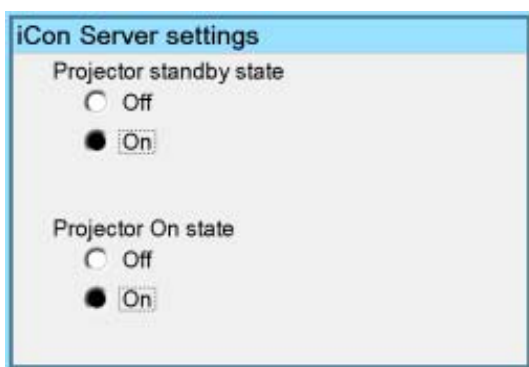 iCon Server settings
Projector standby state
Off
On
Projector On state
Off
On